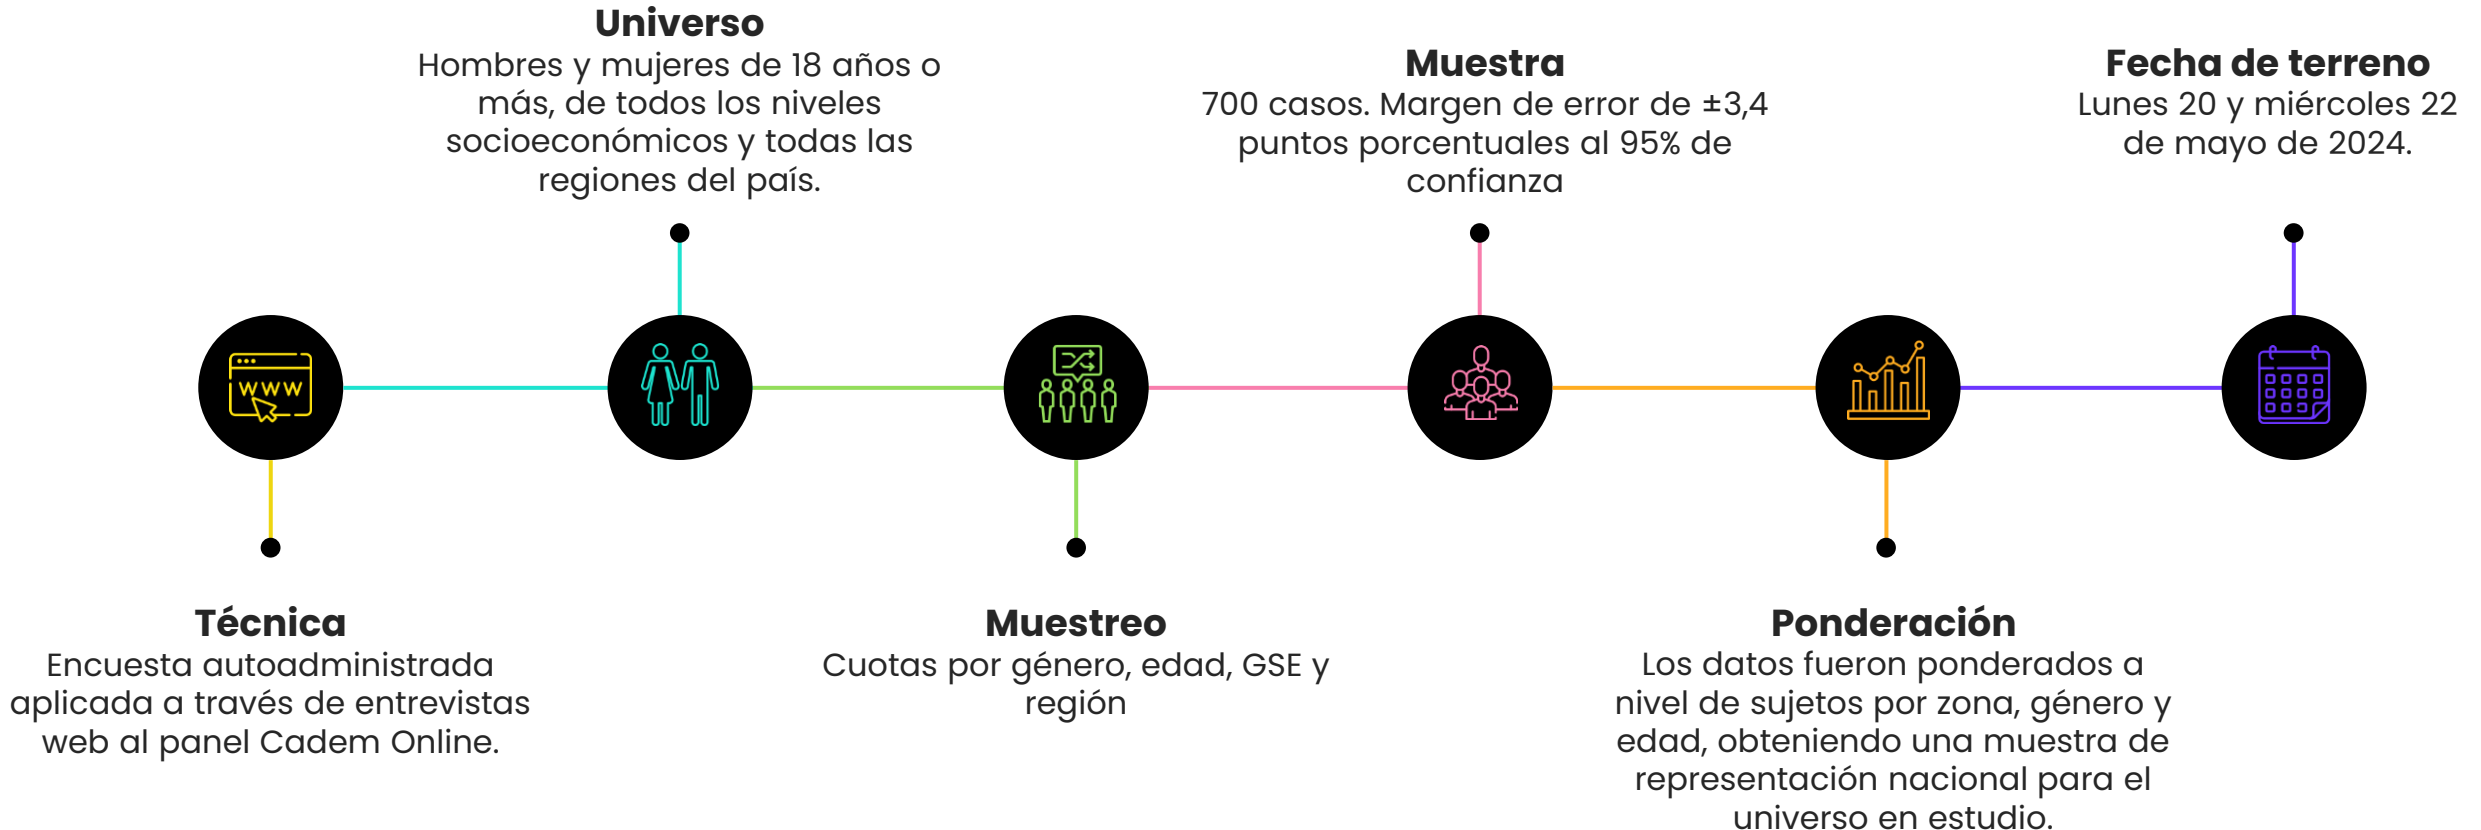 Universo
Hombres y mujeres de 18 años o
más, de todos los niveles
socioeconómicos y todas las
regiones del país.
Muestra
700 casos. Margen de error de ±3,4
puntos porcentuales al 95% de
confianza
Fecha de terreno
Lunes 20 y miércoles 22
de mayo de 2024.
WWW
Técnica
Encuesta autoadministrada
aplicada a través de entrevistas
web al panel Cadem Online.
Muestreo
Cuotas por género, edad, GSE y
región
Ponderación
Los datos fueron ponderados a
nivel de sujetos por zona, género y
edad, obteniendo una muestra de
representación nacional para el
universo en estudio.